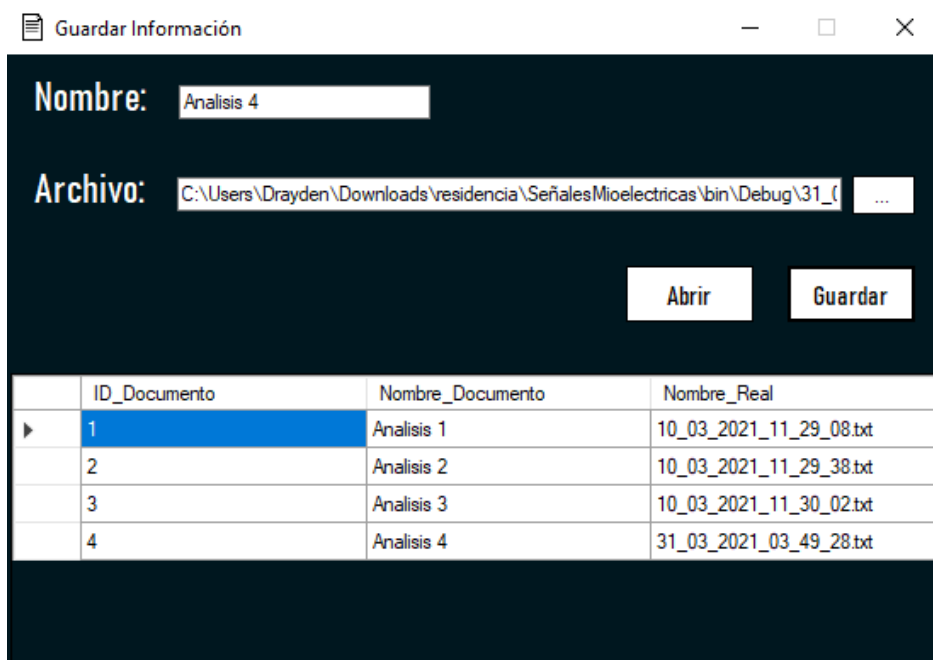 Guardar Información
Nombre: Analisis 4
Archivo: C:\Users\Drayden\Downloads\residencia\SeñalesMioelectricas\bin\Debug\31_( ...
Abrir Guardar
ID_Documento Nombre_Documento Nombre_Real
1 Analisis 1 10_03_2021_11_29_08.txt
2 Analisis 2 10_03_2021_11_29_38.txt
3 Analisis 3 10_03_2021_11_30_02.txt
4 Analisis 4 31_03_2021_03_49_28.txt